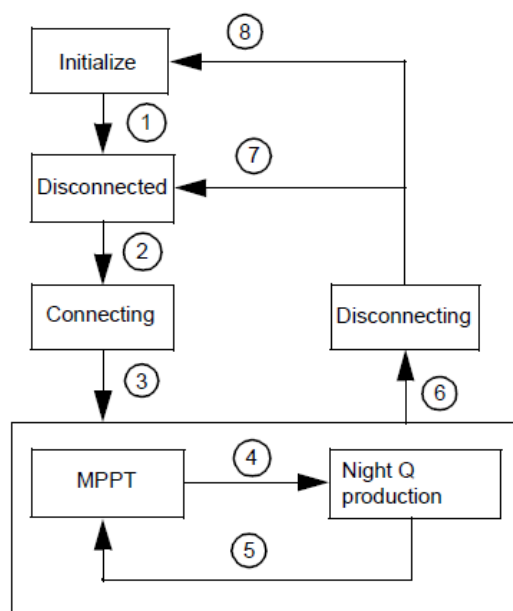 8
Initialize
1
7
Disconnected
2
Connecting
Disconnecting
3
6
MPPT
4
Night Q
production
5